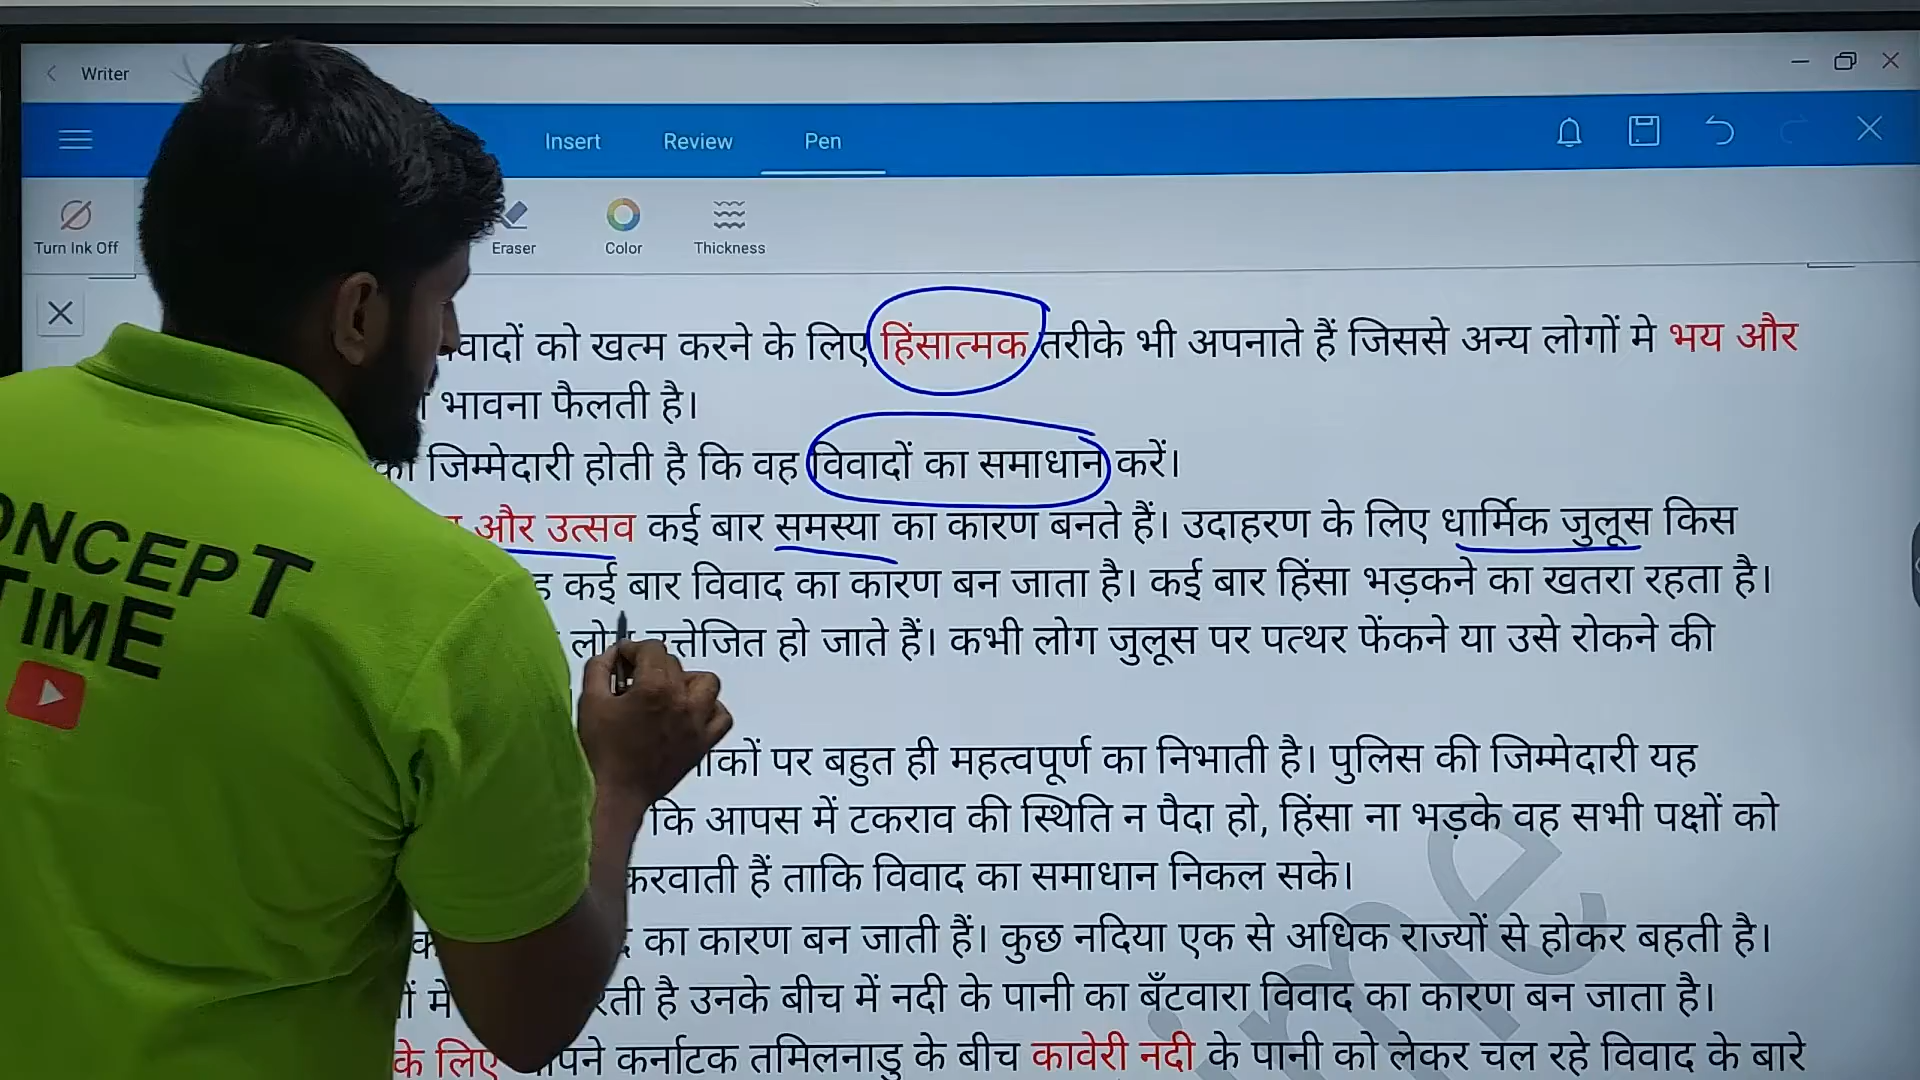 Writer
Insert Review Pen
Turn Ink Off Eraser Color Thickness
को खत्म करने के लिए हिंसात्मक तरीके भी अपनाते हैं जिससे अन्य लोगों मे भय और
भावना फैलती है।
जिम्मेदारी होती है कि वह विवादों का समाधान करें।
और उत्सव कई बार समस्या का कारण बनते हैं। उदाहरण के लिए धार्मिक जुलूस किस
कई बार विवाद का कारण बन जाता है। कई बार हिंसा भड़कने का खतरा रहता है।
हो जाते हैं। कभी लोग जुलूस पर पत्थर फेंकने या उसे रोकने की
पर बहुत ही महत्वपूर्ण का निभाती है। पुलिस की जिम्मेदारी यह
कि आपस में टकराव की स्थिति न पैदा हो, हिंसा ना भड़के वह सभी पक्षों को
करवाती हैं ताकि विवाद का समाधान निकल सके।
का कारण बन जाती हैं। कुछ नदिया एक से अधिक राज्यों से होकर बहती है।
में है उनके बीच में नदी के पानी का बँटवारा विवाद का कारण बन जाता है।
के लिए कर्नाटक तमिलनाडु के बीच कावेरी नदी के पानी को लेकर चल रहे विवाद के बारे
CONCEPT
TIME